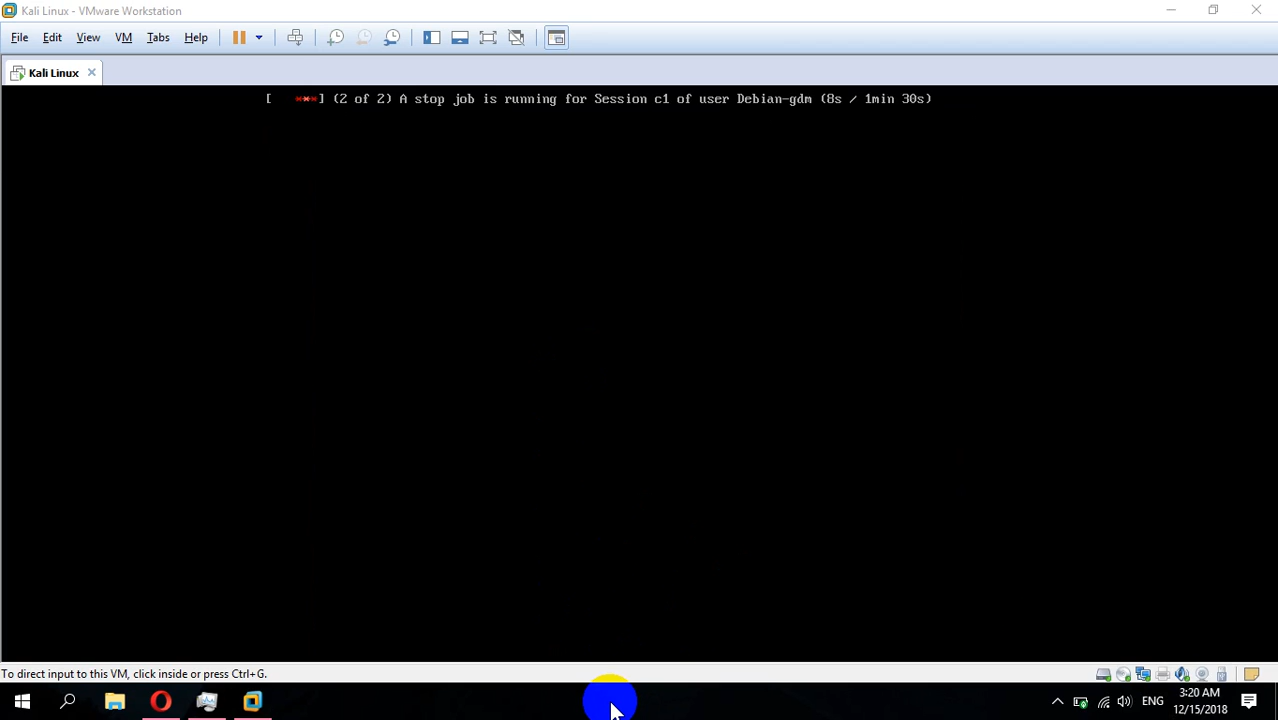 Kali Linux - VMware Workstation
File Edit View VM Tabs Help
Kali Linux
[ *** ] (2 of 2) A stop job is running for Session c1 of user Debian-gdm (8s / 1min 30s)
To direct input to this VM, click inside or press Ctrl+G.
ENG
3:20 AM
12/15/2018